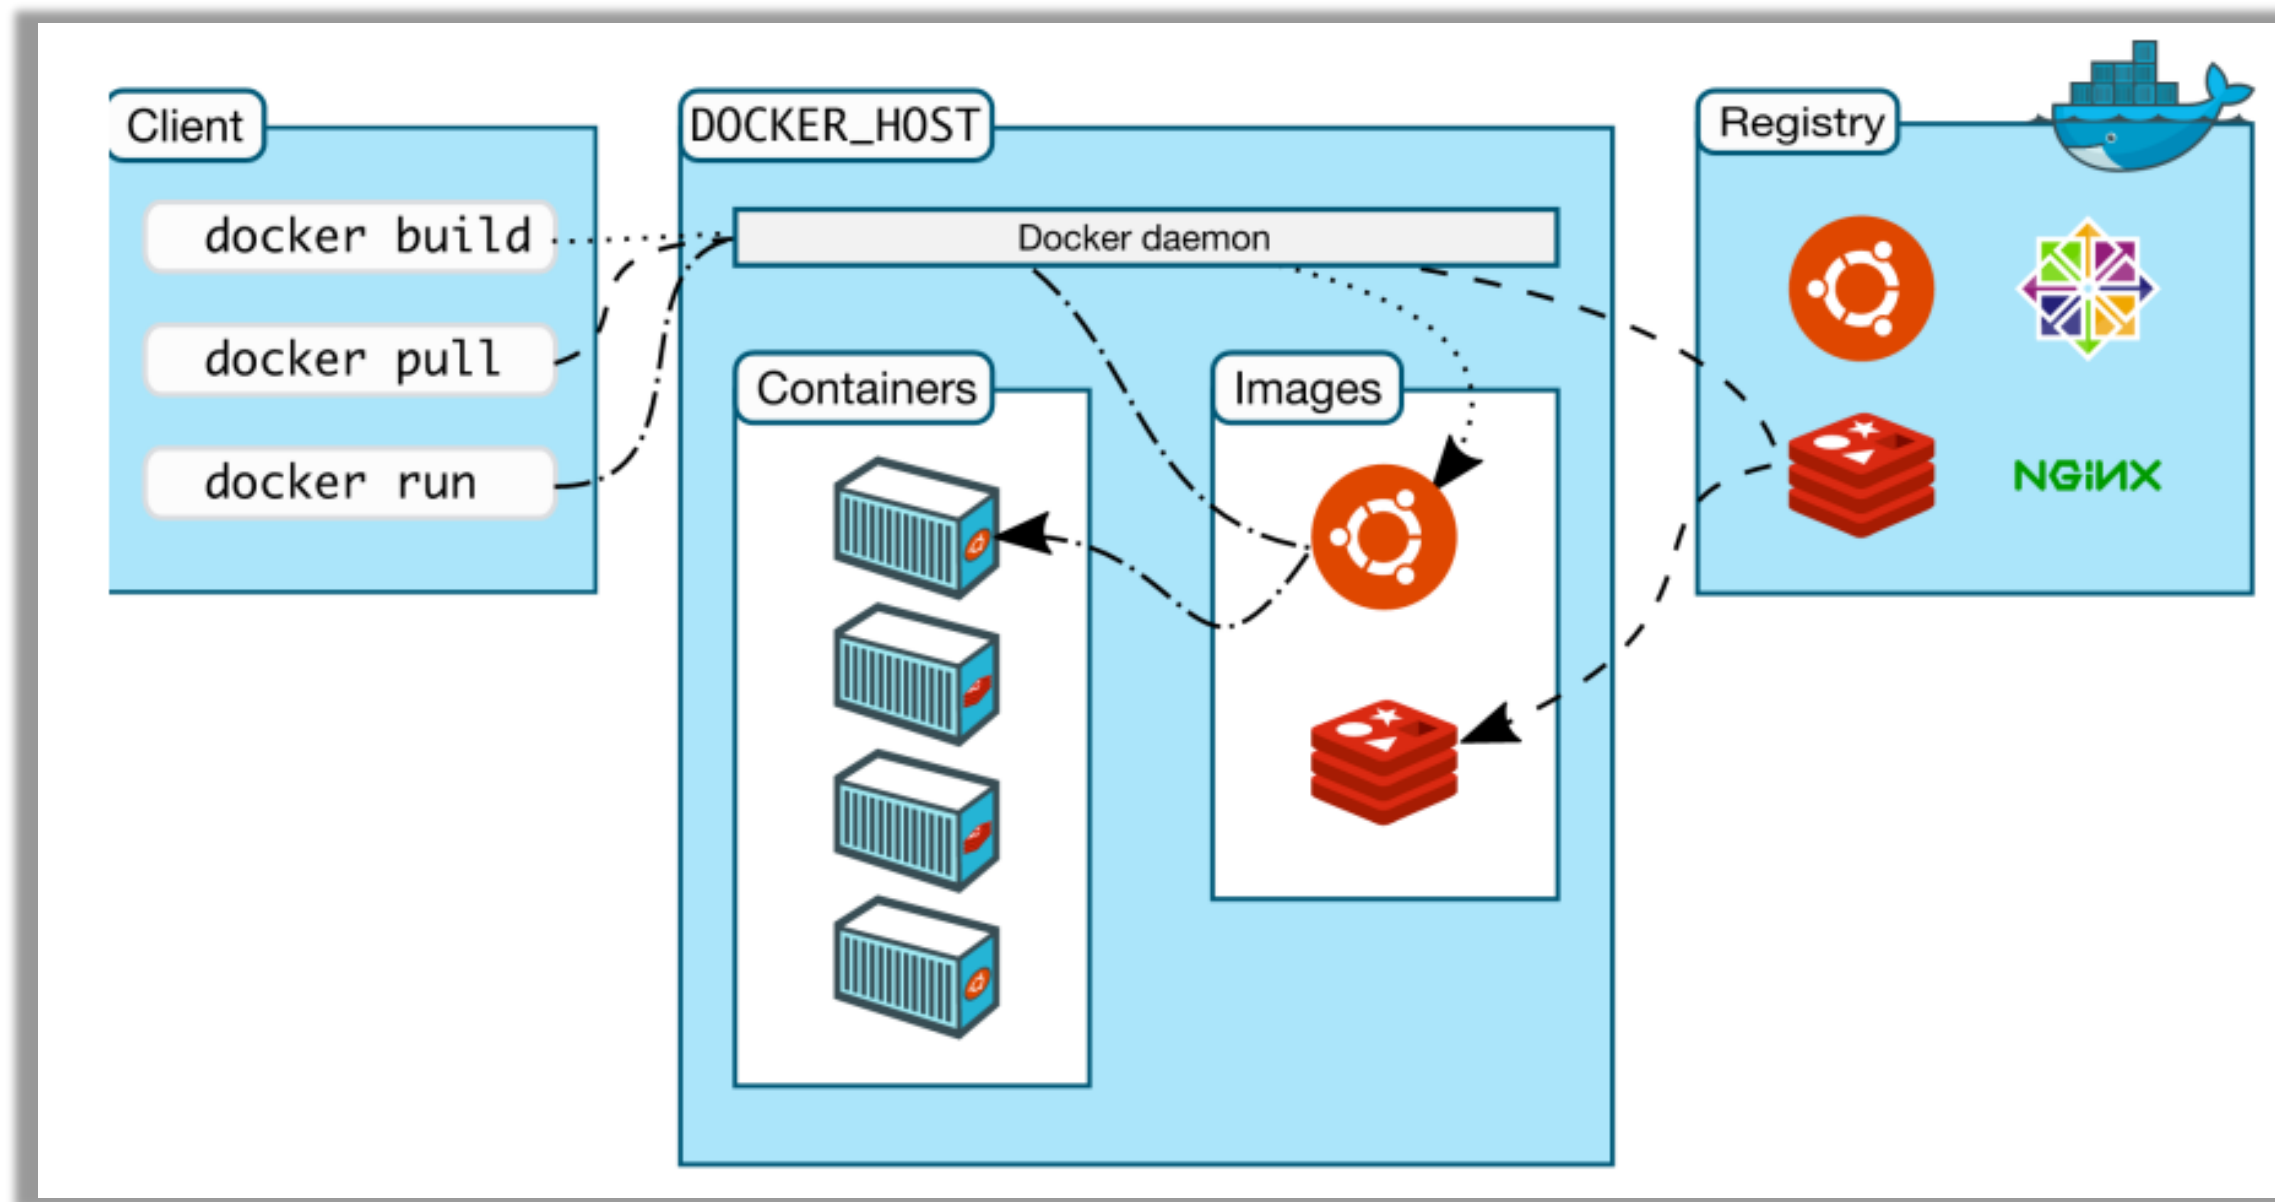 Client
docker build
docker pull
docker run
DOCKER_HOST
Docker daemon
Containers
Images
Registry
NGiNX